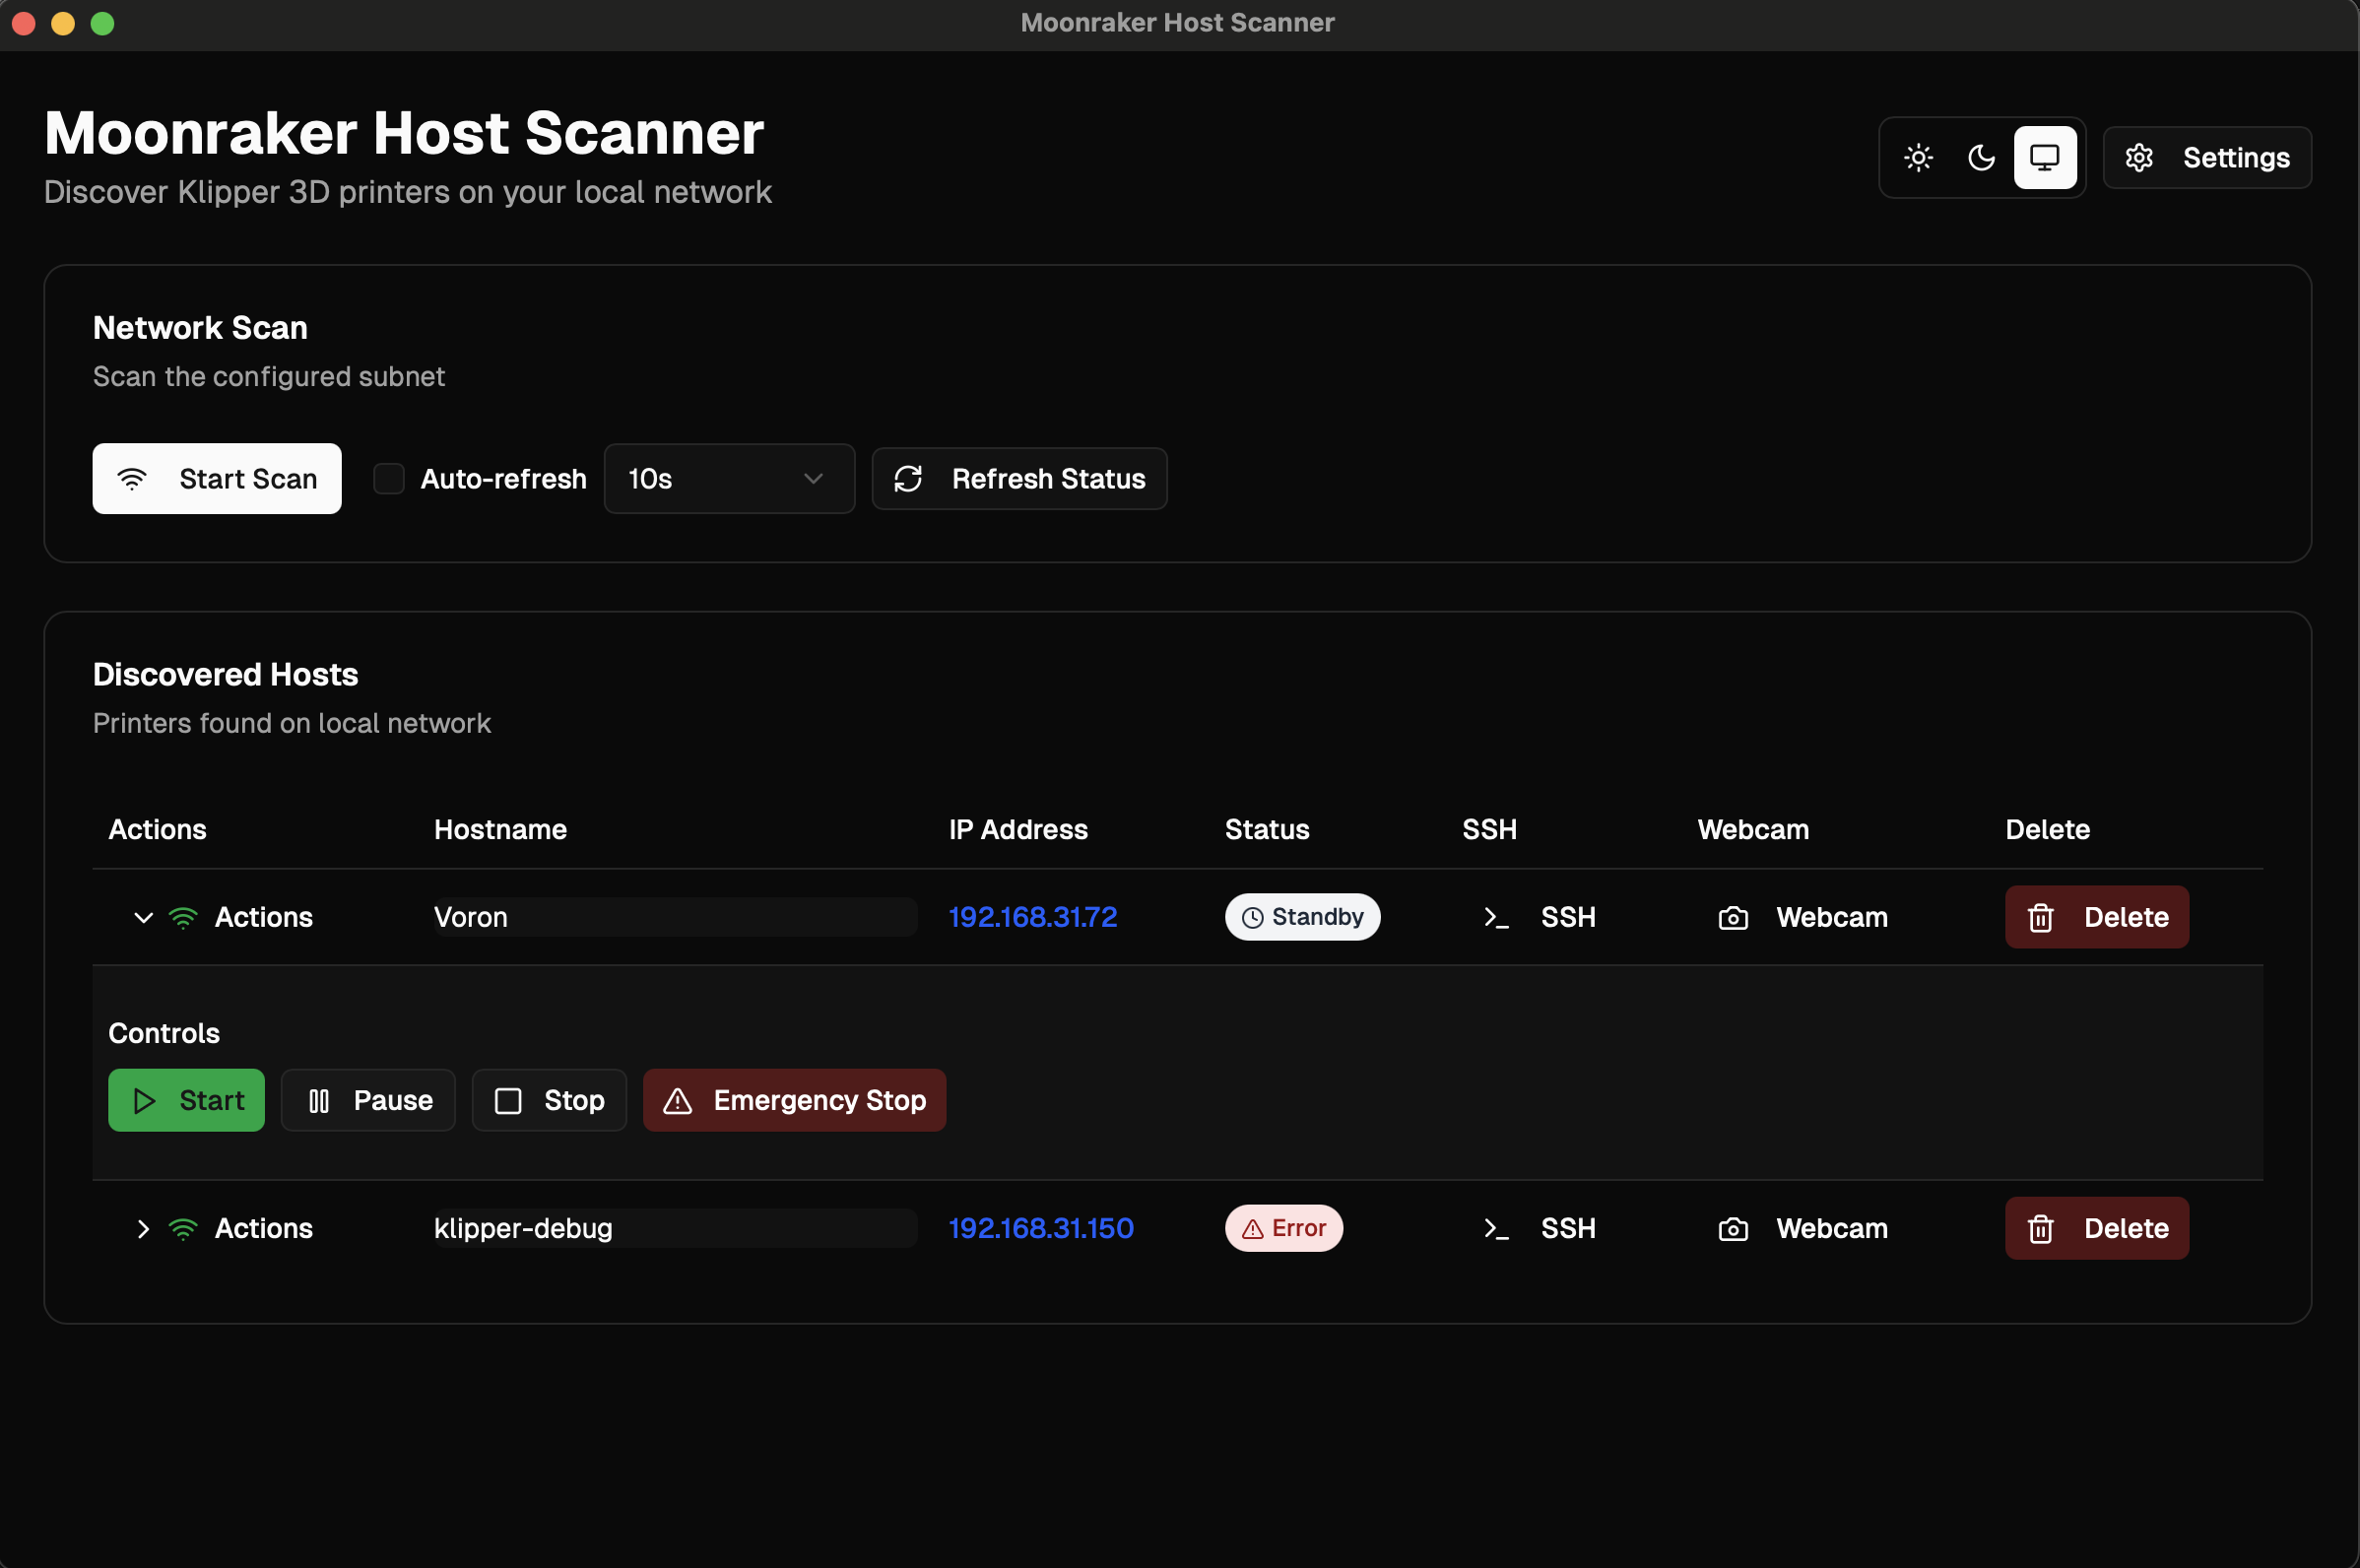 Moonraker Host Scanner
Moonraker Host Scanner
Discover Klipper 3D printers on your local network
Settings
Network Scan
Scan the configured subnet
Start Scan Auto-refresh 10s Refresh Status
Discovered Hosts
Printers found on local network
Actions Hostname IP Address Status SSH Webcam Delete
Actions Voron 192.168.31.72 Standby SSH Webcam Delete
Controls
Start Pause Stop Emergency Stop
Actions klipper-debug 192.168.31.150 Error SSH Webcam Delete